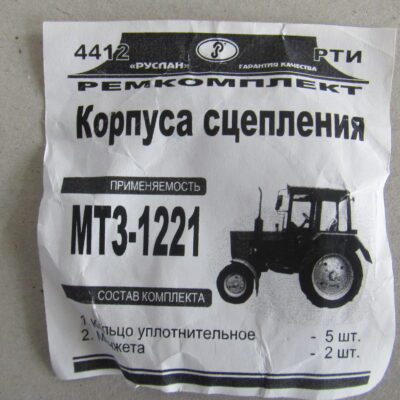 4412 РТИ
«РУСЛАН» ГАРАНТИЯ КАЧЕСТВА
РЕМКОМПЛЕКТ
Корпуса сцепления
ПРИМЕНЯЕМОСТЬ
МТЗ-1221
СОСТАВ КОМПЛЕКТА
1. Кольцо уплотнительное - 5 шт.
2. Манжета - 2 шт.